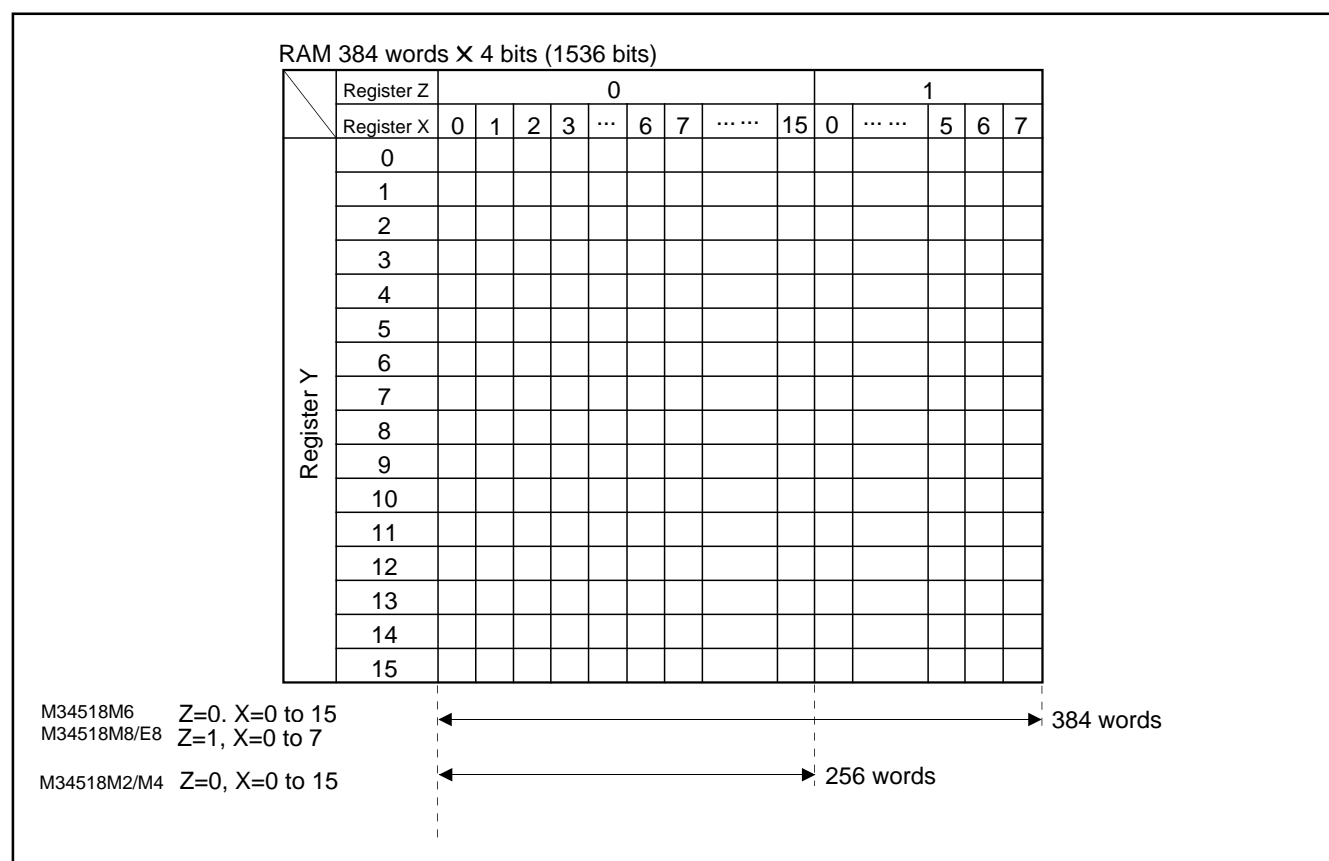 RAM 384 words ✕ 4 bits (1536 bits)
Register Z 0 1
Register X 0 1 2 3 ... 6 7 ... ... 15 0 ... ... 5 6 7
Register Y
0
1
2
3
4
5
6
7
8
9
10
11
12
13
14
15
M34518M6 Z=0. X=0 to 15
M34518M8/E8 Z=1, X=0 to 7
384 words
M34518M2/M4 Z=0, X=0 to 15
256 words